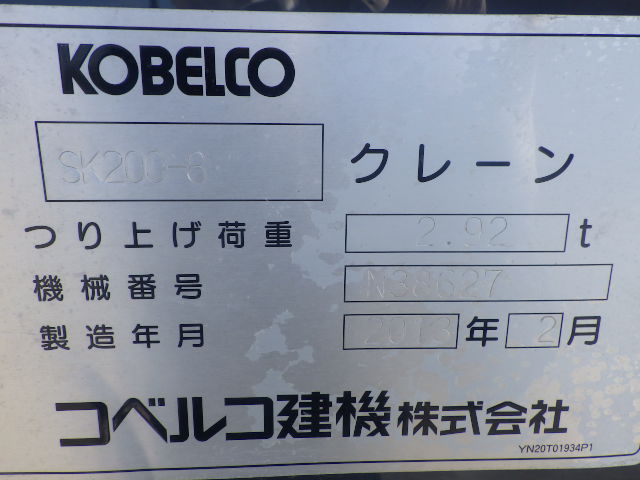 KOBELCO
SK200-8 クレーン
つり上げ荷重 2.92 t
機械番号 N38627
製造年月 2013 年 2 月
コベルコ建機株式会社
YN20T01934P1